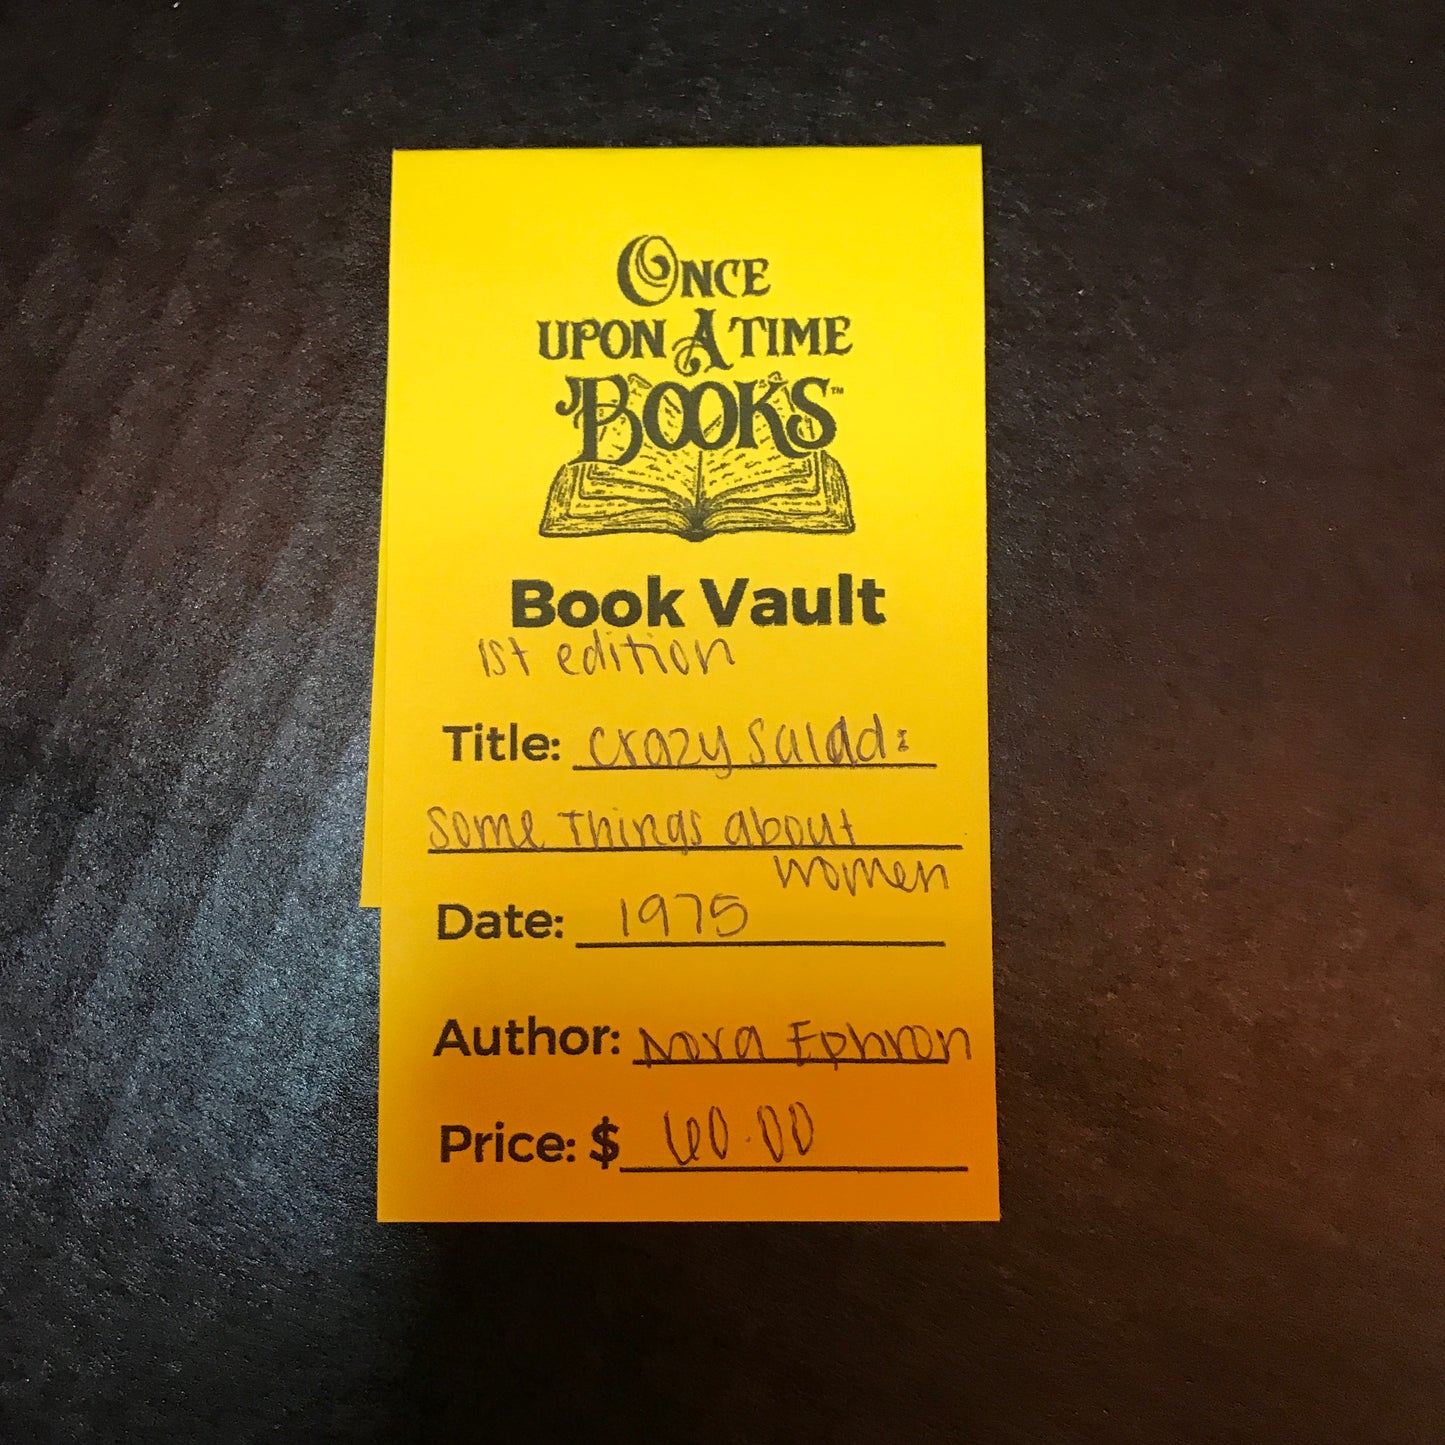 ONCE
UPON A TIME
BOOKS™
Book Vault
1st edition
Title: Crazy Salad:
Some Things about
women
Date: 1975
Author: Nora Ephron
Price: $ 60.00